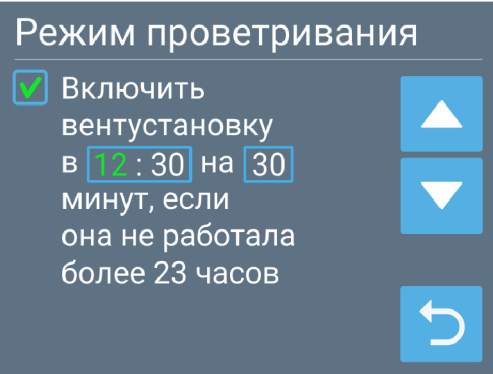 Режим проветривания
Включить
вентустановку
в 12 : 30 на 30
минут, если
она не работала
более 23 часов